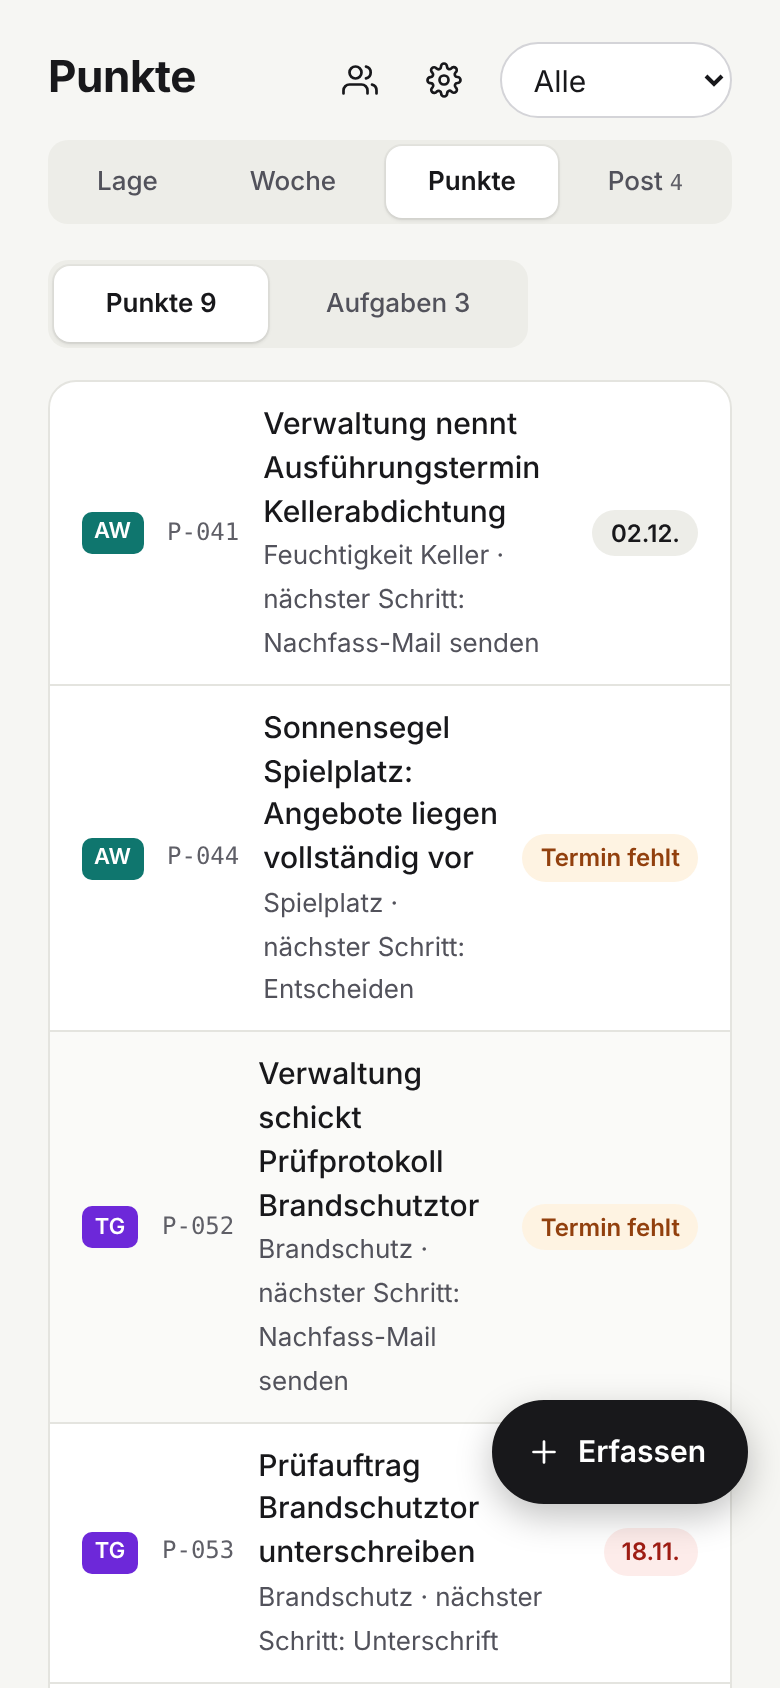 Punkte
Alle
Lage Woche Punkte Post 4
Punkte 9 Aufgaben 3
Verwaltung nennt
Ausführungstermin
Kellerabdichtung
AW P-041 02.12.
Feuchtigkeit Keller ·
nächster Schritt:
Nachfass-Mail senden
Sonnensegel
Spielplatz:
Angebote liegen
vollständig vor
AW P-044 Termin fehlt
Spielplatz ·
nächster Schritt:
Entscheiden
Verwaltung
schickt
Prüfprotokoll
Brandschutztor
TG P-052 Termin fehlt
Brandschutz ·
nächster Schritt:
Nachfass-Mail
senden
+ Erfassen
Prüfauftrag
Brandschutztor
unterschreiben
TG P-053 18.11.
Brandschutz · nächster
Schritt: Unterschrift